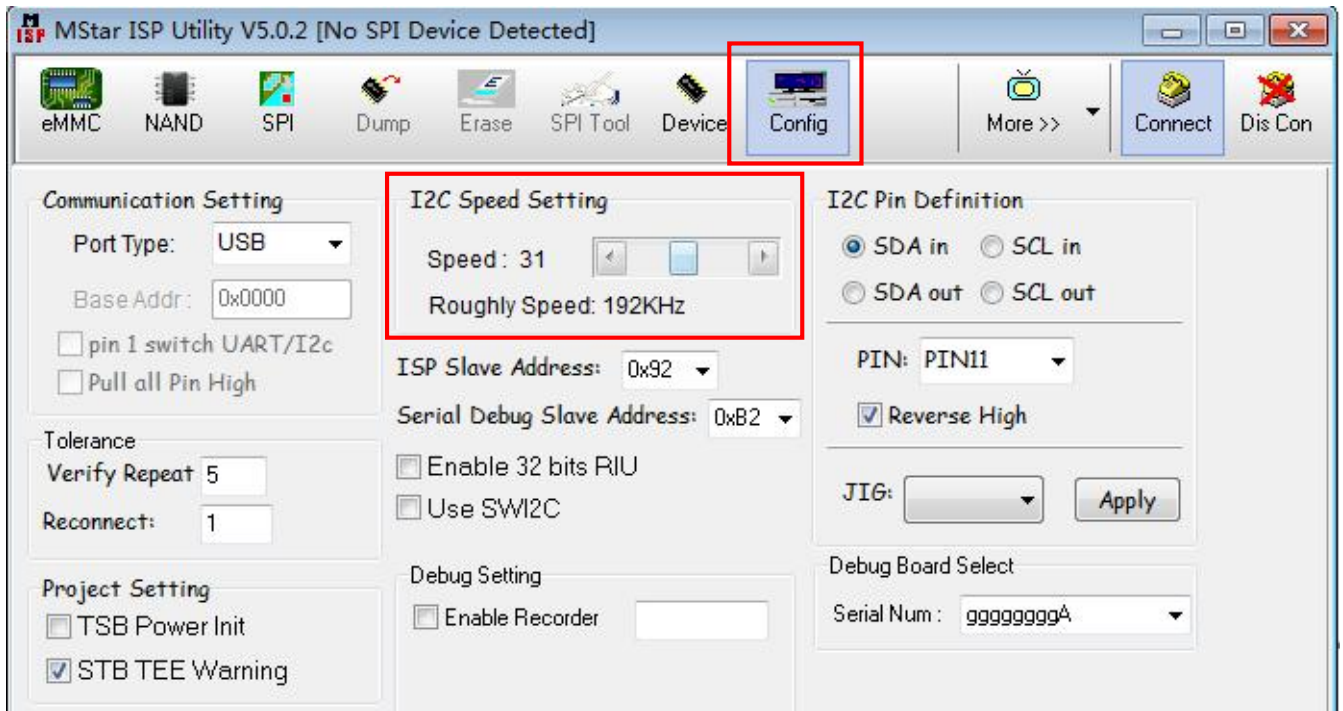 MStar ISP Utility V5.0.2 [No SPI Device Detected]
eMMC NAND SPI Dump Erase SPI Tool Device Config More >> Connect Dis Con
Communication Setting
Port Type: USB
Base Addr : 0x0000
pin 1 switch UART/I2c
Pull all Pin High
Tolerance
Verify Repeat 5
Reconnect: 1
Project Setting
TSB Power Init
STB TEE Warning
I2C Speed Setting
Speed : 31
Roughly Speed: 192KHz
ISP Slave Address: 0x92
Serial Debug Slave Address: 0xB2
Enable 32 bits RIU
Use SWI2C
Debug Setting
Enable Recorder
I2C Pin Definition
SDA in SCL in
SDA out SCL out
PIN: PIN11
Reverse High
JIG: Apply
Debug Board Select
Serial Num : ggggggggA